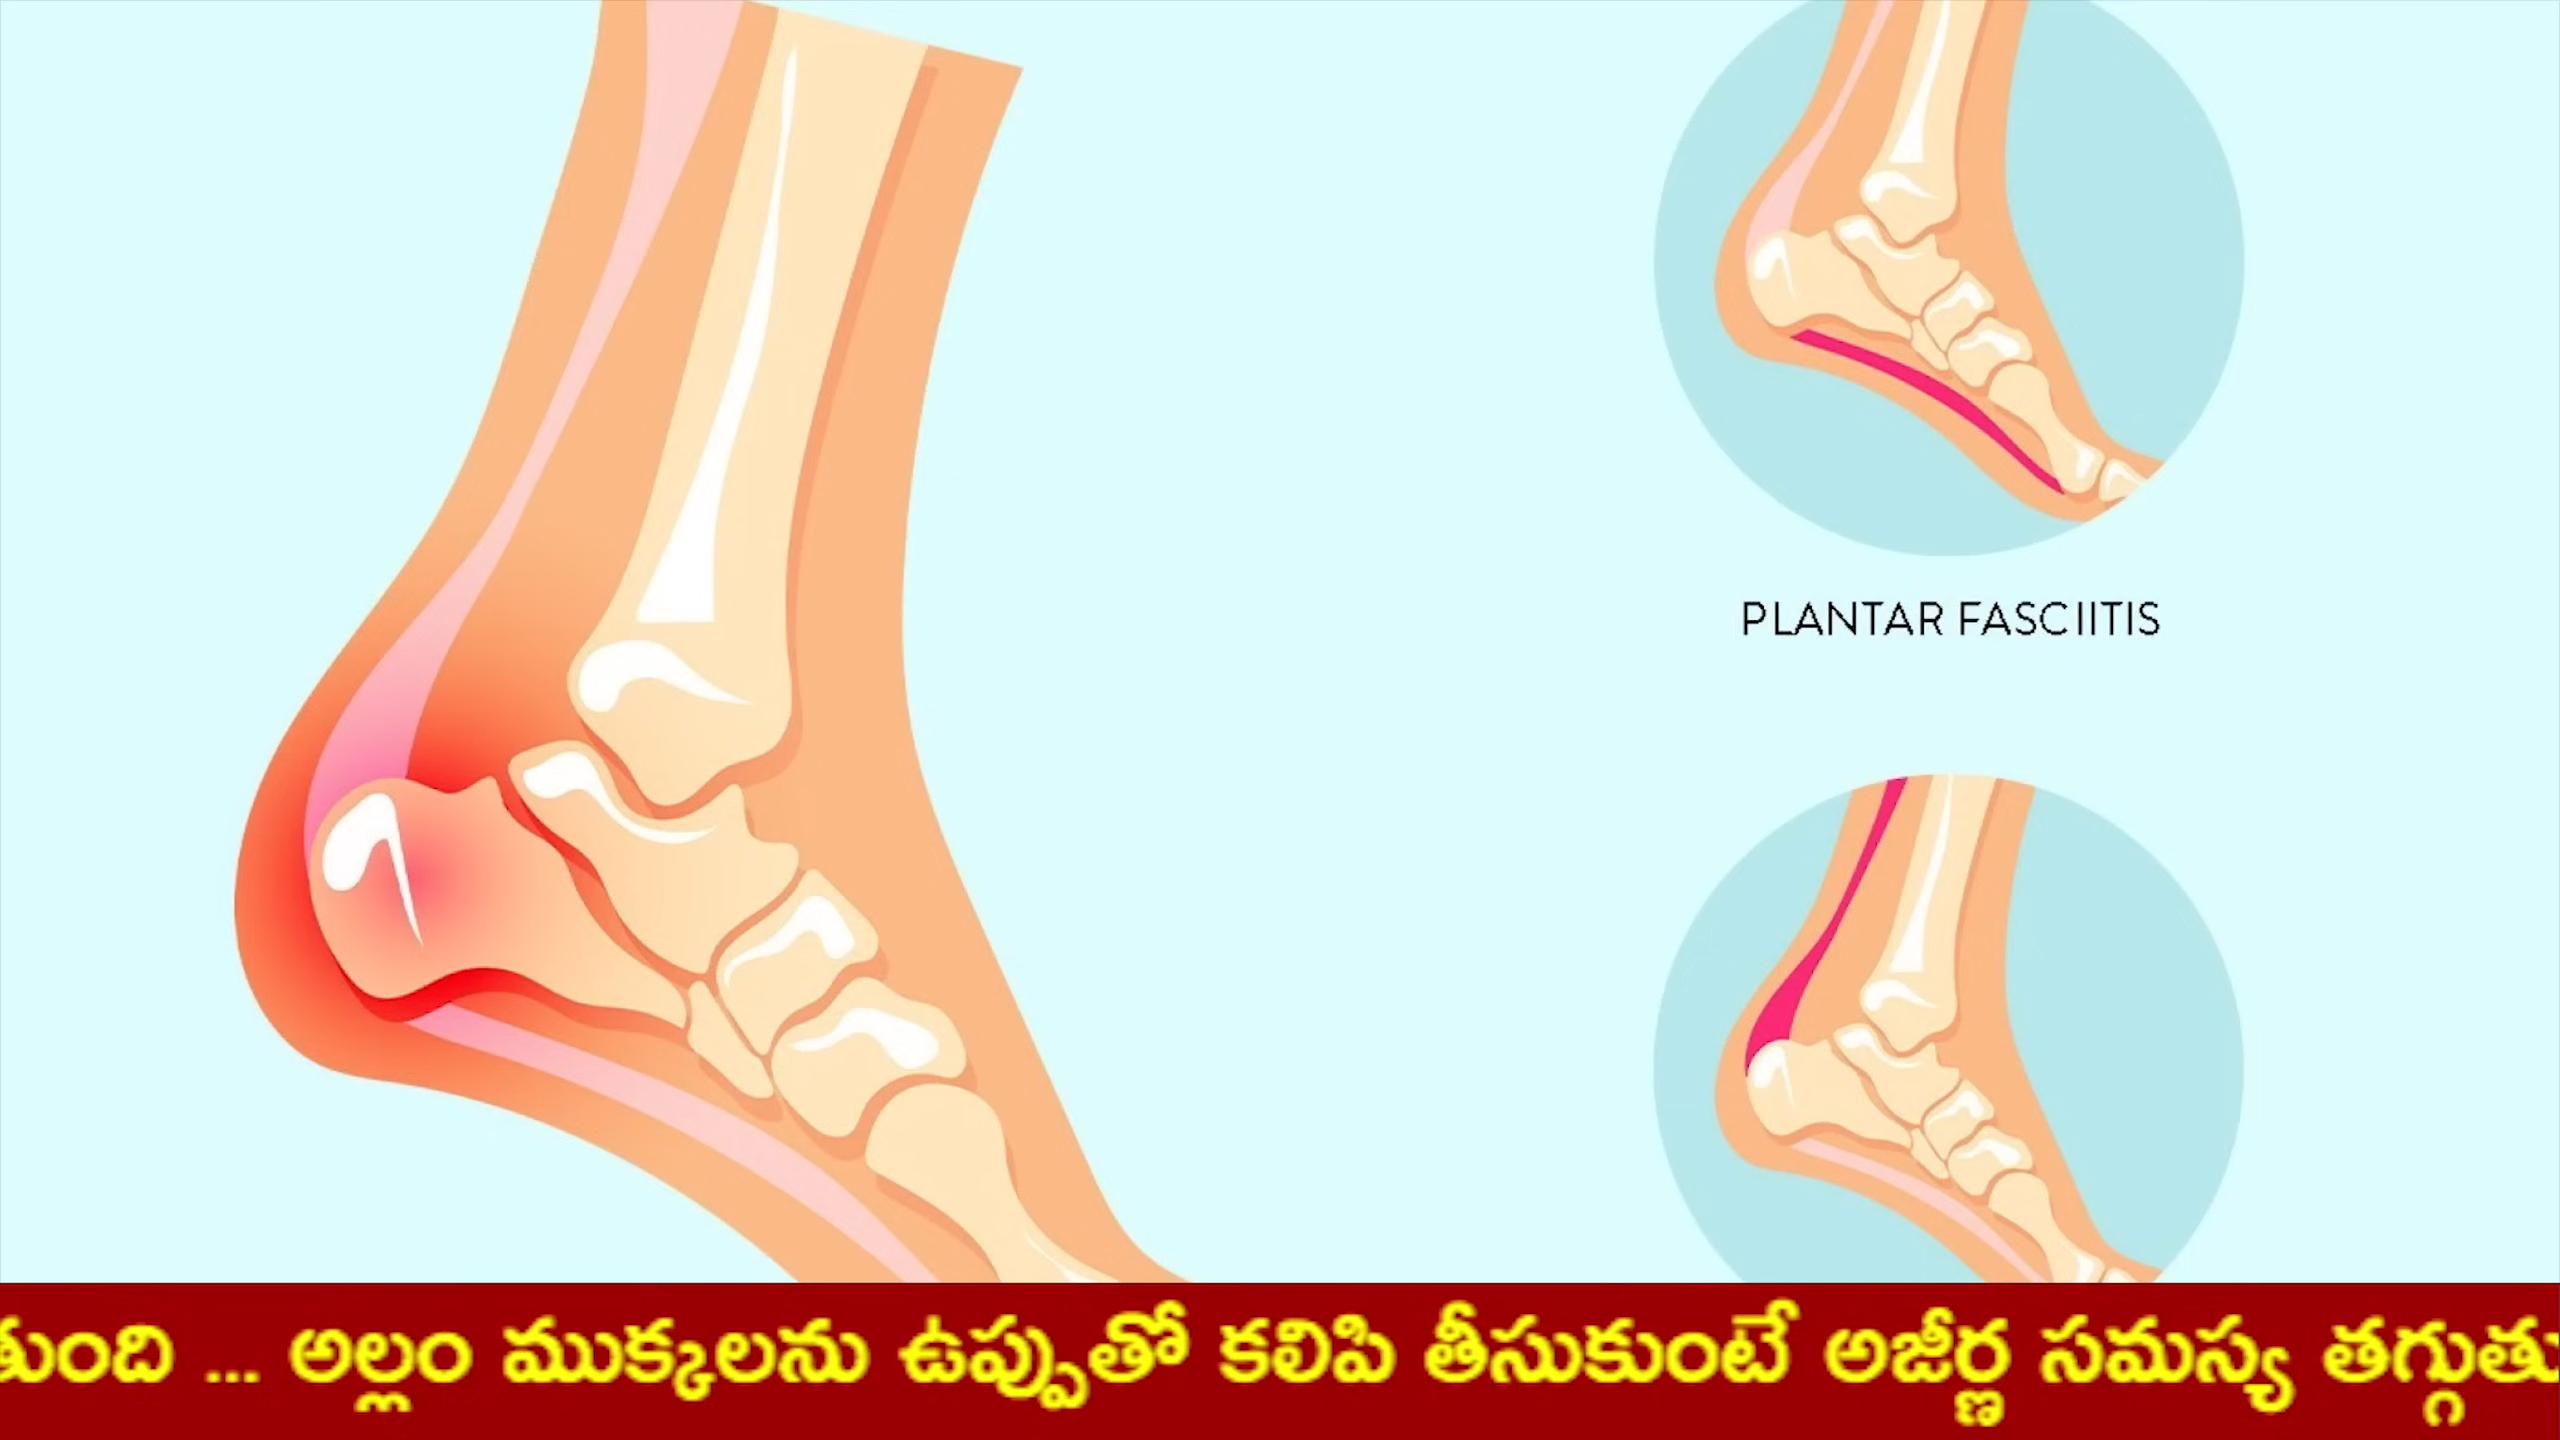 PLANTAR FASCIITIS
తుంది ... అల్లం ముక్కలను ఉప్పుతో కలిపి తీసుకుంటే అజీర్ణ సమస్య తగ్గుతు